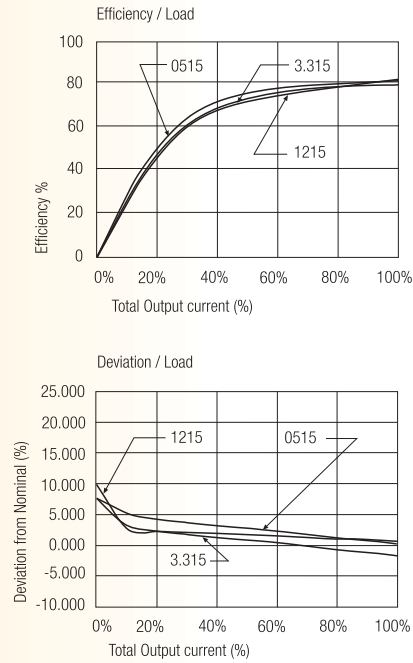 Efficiency / Load
100
80
60
40
20
0
Efficiency %
0515
3.315
1215
0% 20% 40% 60% 80% 100%
Total Output current (%)
Deviation / Load
25.000
20.000
15.000
10.000
5.000
0.000
-5.000
-10.000
Deviation from Nominal (%)
1215
0515
3.315
0% 20% 40% 60% 80% 100%
Total Output current (%)